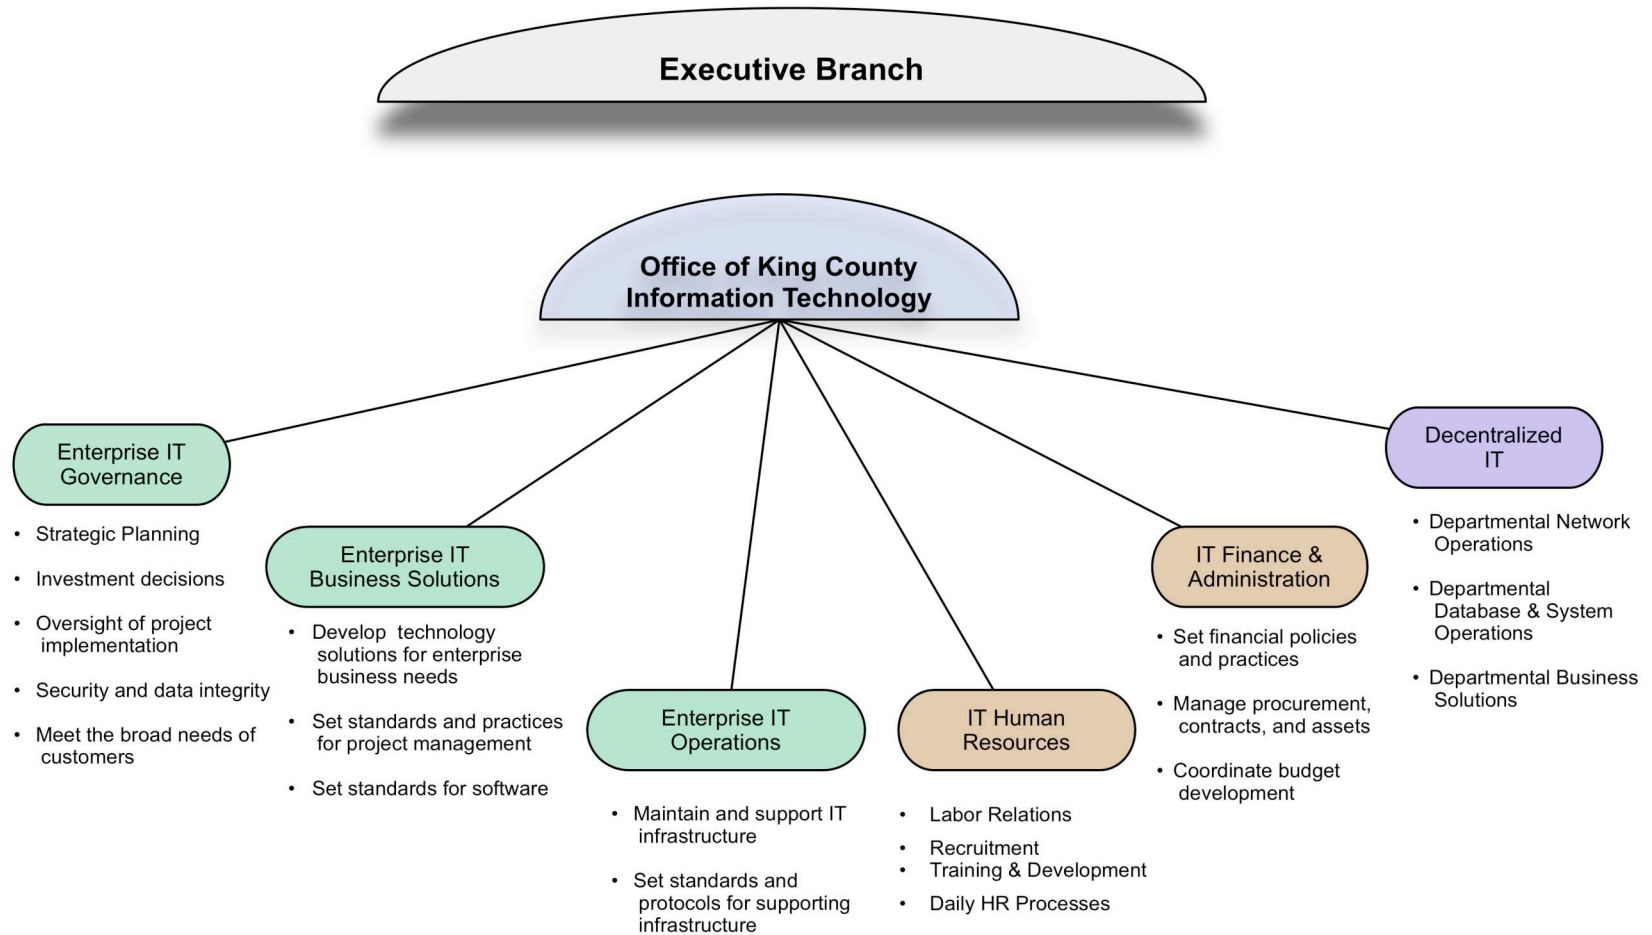 Executive Branch
Office of King County
Information Technology
Enterprise IT
Governance
• Strategic Planning
• Investment decisions
• Oversight of project
implementation
• Security and data integrity
• Meet the broad needs of
customers
Enterprise IT
Business Solutions
• Develop technology
solutions for enterprise
business needs
• Set standards and practices
for project management
• Set standards for software
Enterprise IT
Operations
• Maintain and support IT
infrastructure
• Set standards and
protocols for supporting
infrastructure
IT Human
Resources
• Labor Relations
• Recruitment
• Training & Development
• Daily HR Processes
IT Finance &
Administration
• Set financial policies
and practices
• Manage procurement,
contracts, and assets
• Coordinate budget
development
Decentralized
IT
• Departmental Network
Operations
• Departmental
Database & System
Operations
• Departmental Business
Solutions